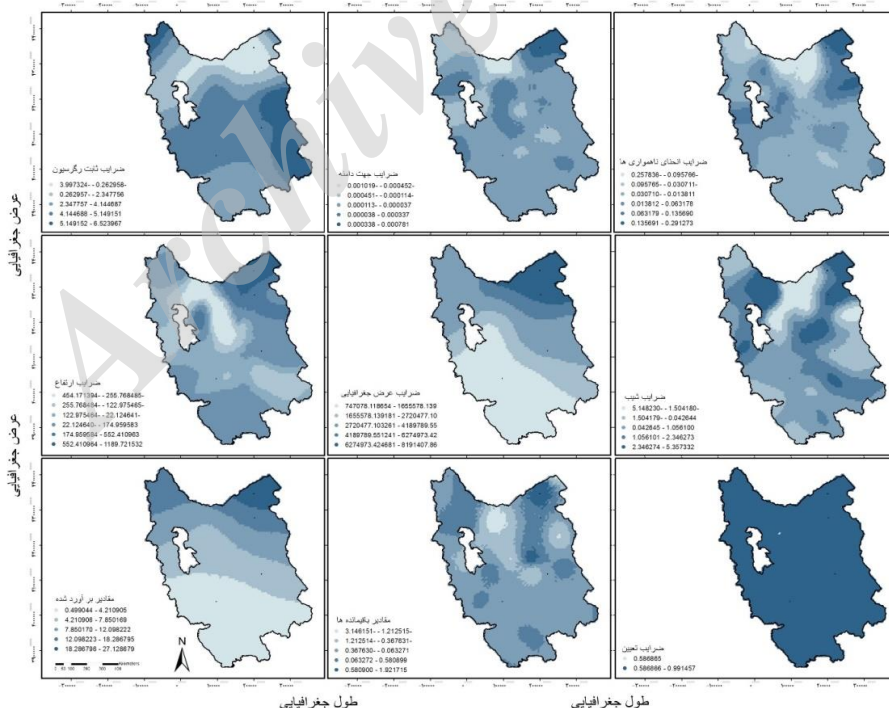 Archive
ضرایب ثابت رگرسیون
3.997324- - 0.262958-
0.262957- - 2.347756
2.347757 - 4.144687
4.144688 - 5.149151
5.149152 - 6.523967
ضرایب جهت دامنه
0.001019- - 0.000452-
0.000451- - 0.000114-
0.000113- - 0.000037
0.000038 - 0.000337
0.000338 - 0.000781
ضرایب انحنای ناهمواری ها
0.257836- - 0.095766-
0.095765- - 0.030711-
0.030710- - 0.013811
0.013812 - 0.063178
0.063179 - 0.135690
0.135691 - 0.291273
عرض جغرافیایی
ضرایب ارتفاع
464.171394- - 255.768485-
255.768484- - 122.975465-
122.975464- - 22.124641-
22.124640- - 174.959583
174.959584 - 552.410963
552.410964 - 1189.721532
ضرایب عرض جغرافیایی
747078.118654 - 1655578.139
1655578.139181 - 2720477.10
2720477.103261 - 4189789.55
4189789.551241 - 6274973.42
6274973.424681 - 8191407.86
ضرایب شیب
5.148230- - 1.504180-
1.504179- - 0.042644
0.042645 - 1.056100
1.056101 - 2.346273
2.346274 - 5.357332
عرض جغرافیایی
مقادیر بر آورد شده
0.499044 - 4.210905
4.210906 - 7.850169
7.850170 - 12.098222
12.098223 - 18.286795
18.286796 - 27.128679
N
مقادیر باقیمانده ها
3.146151- - 1.212515-
1.212514- - 0.367631-
0.367630- - 0.063271
0.063272 - 0.580899
0.580900 - 1.921715
ضرایب تعیین
0.586865
0.586866 - 0.991457
طول جغرافیایی
طول جغرافیایی